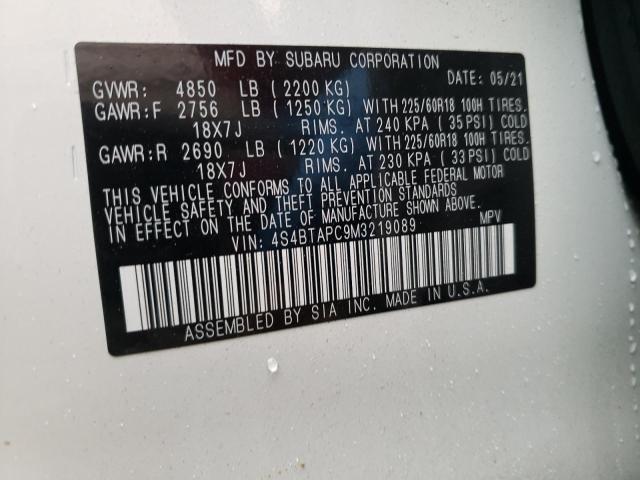 MFD BY SUBARU CORPORATION
DATE: 05/21
GVWR: 4850 LB (2200 KG)
GAWR:F 2756 LB (1250 KG) WITH 225/60R18 100H TIRES.
18X7J RIMS. AT 240 KPA (35 PSI) COLD
GAWR:R 2690 LB (1220 KG) WITH 225/60R18 100H TIRES.
18X7J RIMS. AT 230 KPA (33 PSI) COLD
THIS VEHICLE CONFORMS TO ALL APPLICABLE FEDERAL MOTOR
VEHICLE SAFETY AND THEFT PREVENTION STANDARDS
IN EFFECT ON THE DATE OF MANUFACTURE SHOWN ABOVE.
VIN: 4S4BTAPC9M3219089 MPV
ASSEMBLED BY SIA INC. MADE IN U.S.A.